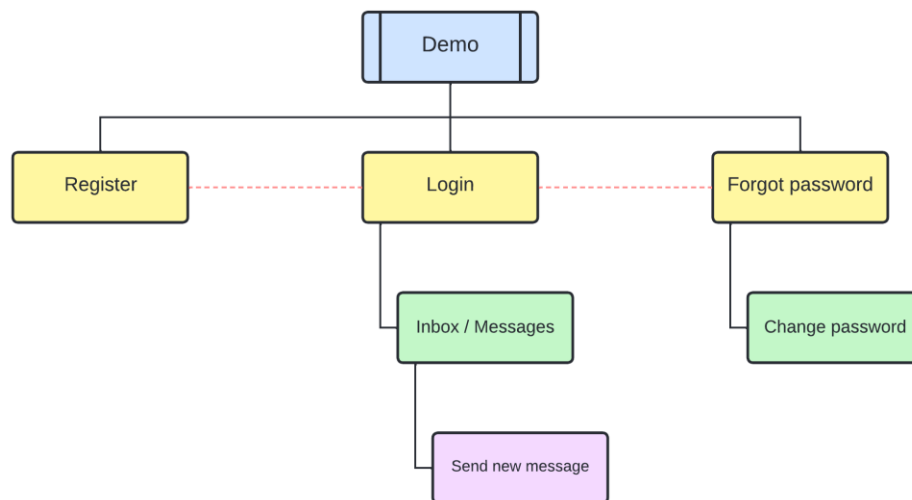 Demo
Register
Login
Forgot password
Inbox / Messages
Change password
Send new message